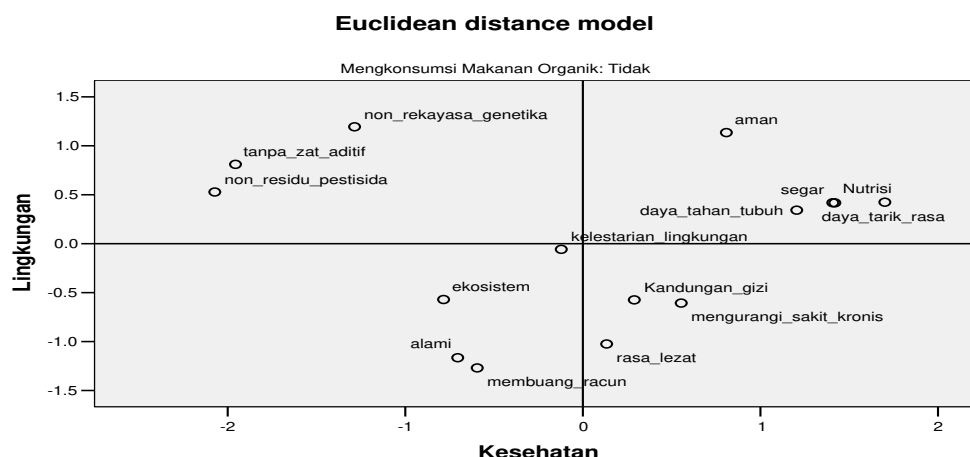 Euclidean distance model
Mengkonsumsi Makanan Organik: Tidak
1.5
non_rekayasa_genetika
aman
1.0
tanpa_zat_aditif
non_residu_pestisida
segar
Nutrisi
0.5
daya_tahan_tubuh
daya_tarik_rasa
Lingkungan
0.0
kelestarian_lingkungan
ekosistem
Kandungan_gizi
-0.5
mengurangi_sakit_kronis
alami
rasa_lezat
-1.0
membuang_racun
-1.5
-2
-1
0
1
2
Kesehatan